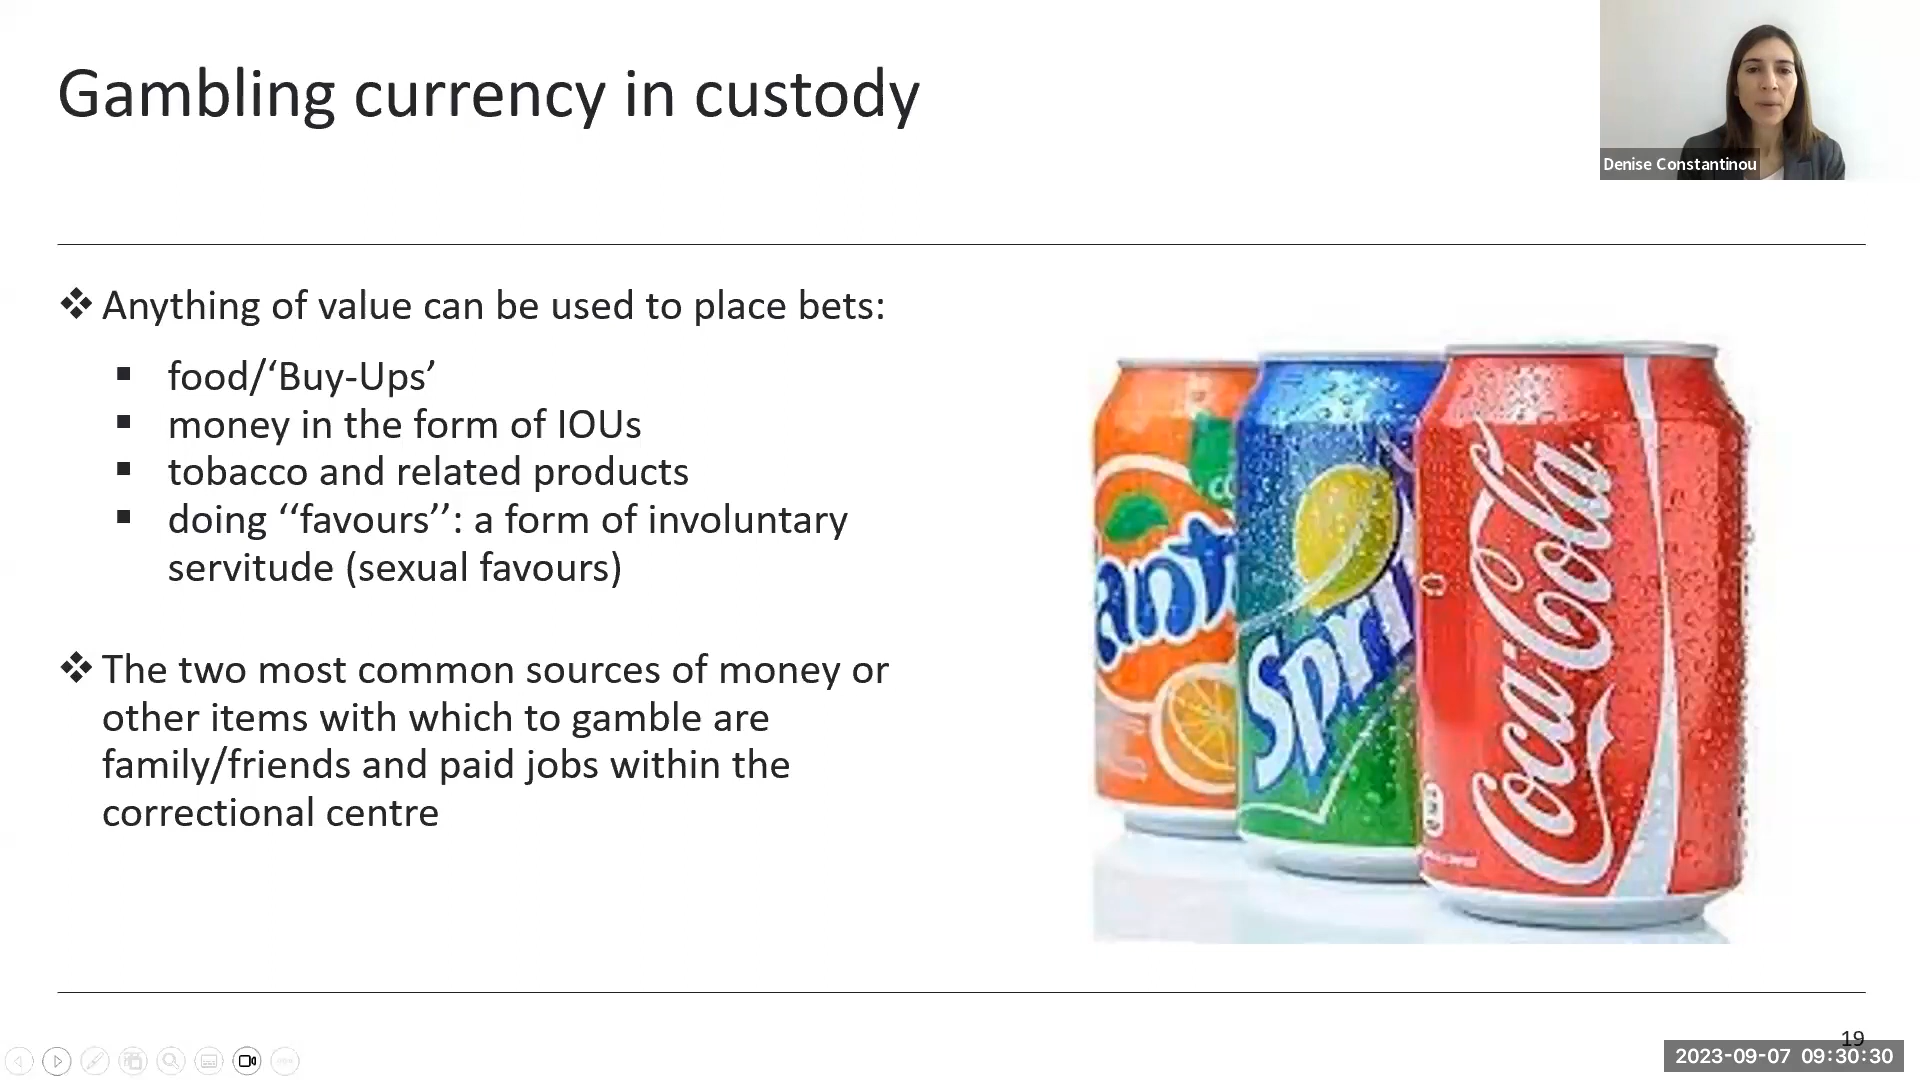 Gambling currency in custody
Denise Constantinou
❖ Anything of value can be used to place bets:
▪ food/‘Buy-Ups’
▪ money in the form of IOUs
▪ tobacco and related products
▪ doing ‘‘favours’’: a form of involuntary
servitude (sexual favours)
❖ The two most common sources of money or
other items with which to gamble are
family/friends and paid jobs within the
correctional centre
Coca-Cola
19
2023-09-07 09:30:30